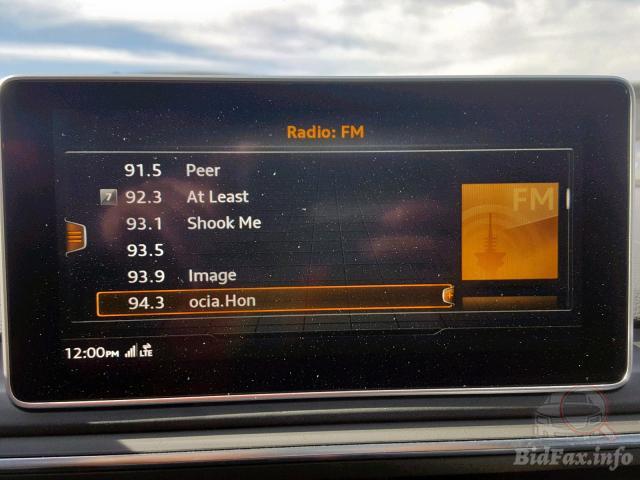 Radio: FM
91.5 Peer
7 92.3 At Least
93.1 Shook Me
93.5
93.9 Image
94.3 ocia.Hon
FM
12:00PM LTE
BidFax.info